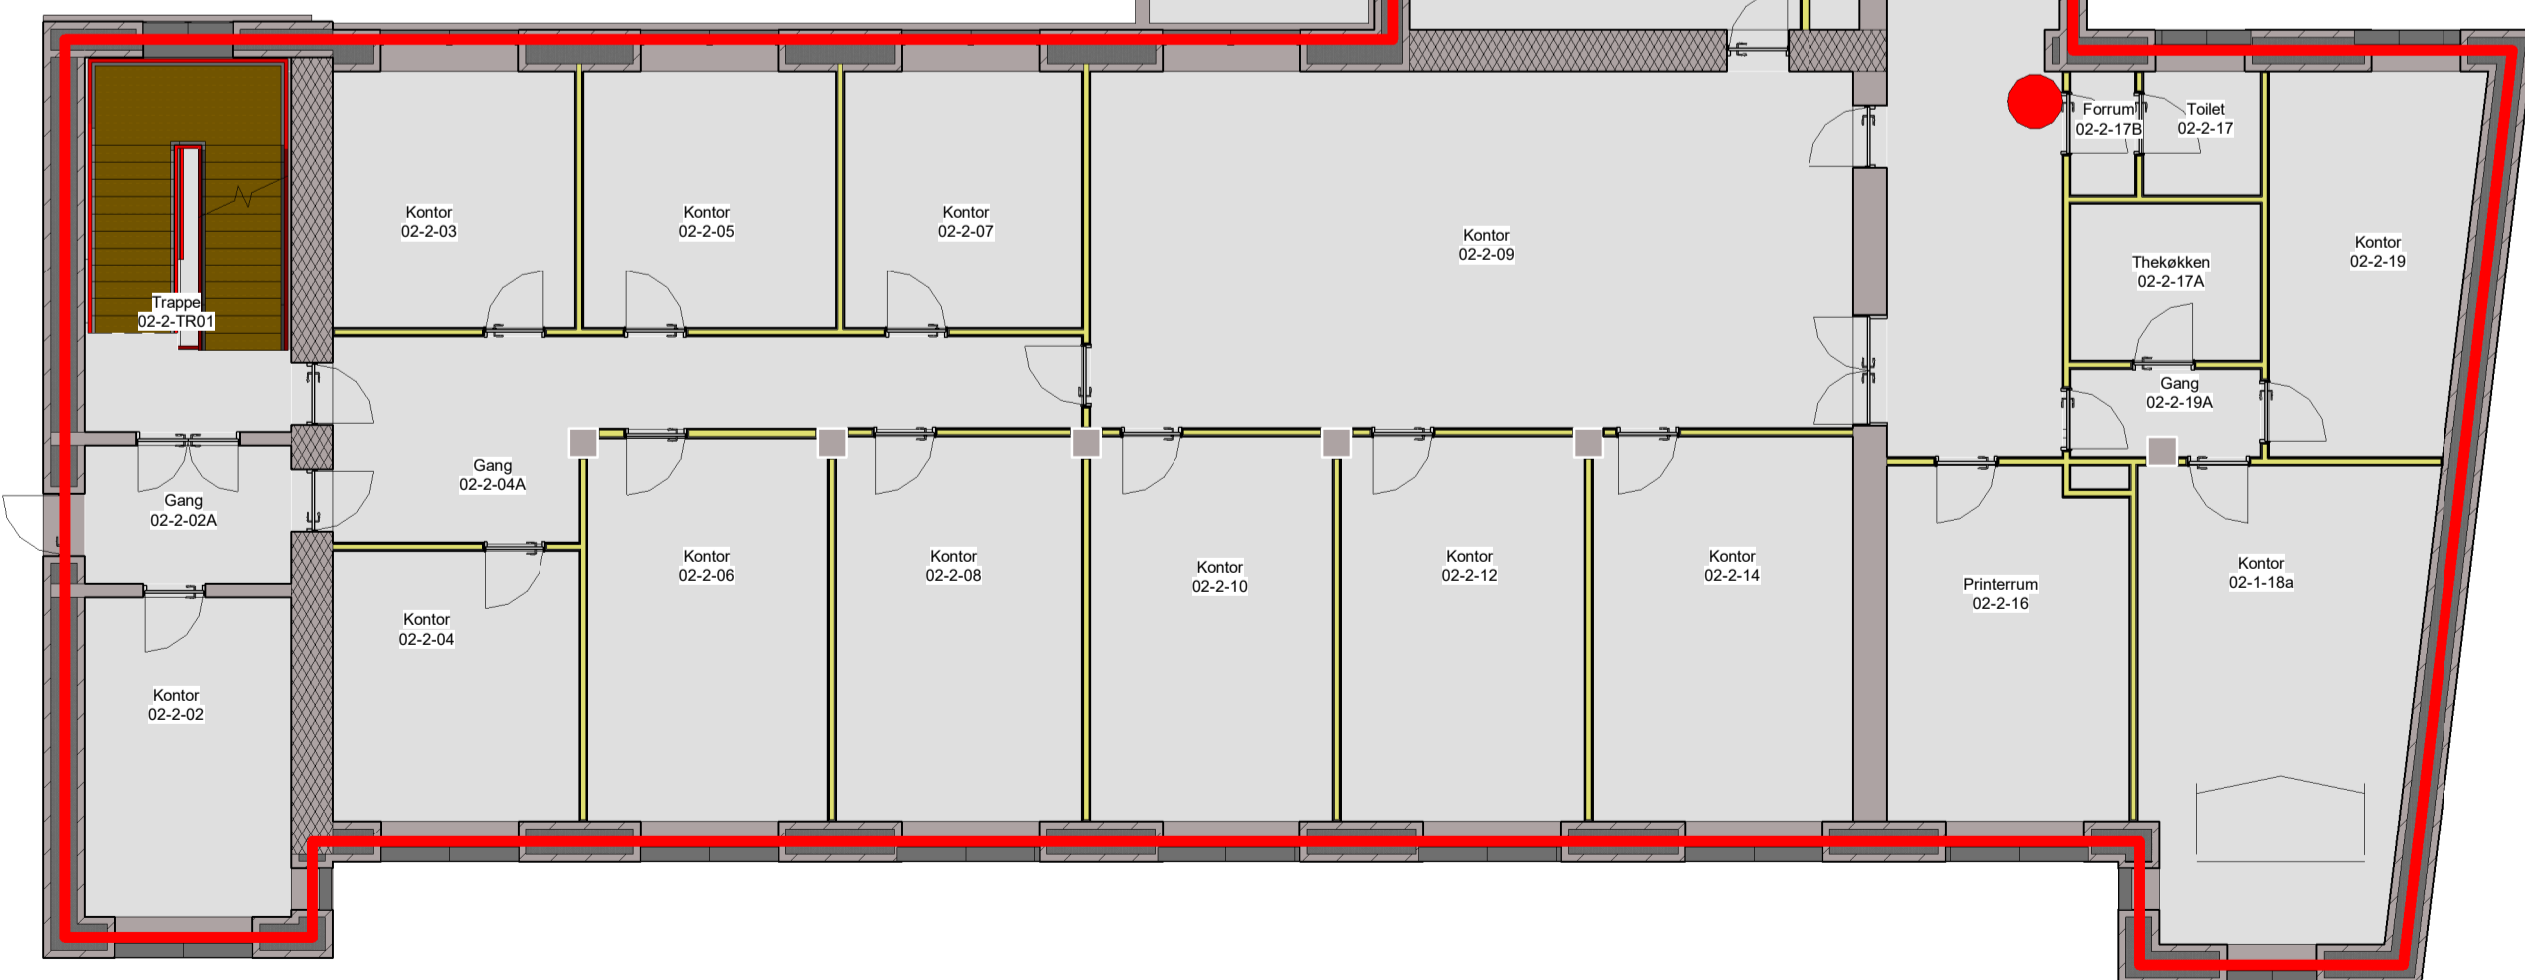 Forrum
02-2-17B
Toilet
02-2-17
Kontor
02-2-03
Kontor
02-2-05
Kontor
02-2-07
Kontor
02-2-09
Kontor
02-2-19
Thekøkken
02-2-17A
Trappe
02-2-TR01
Gang
02-2-19A
Gang
02-2-04A
Gang
02-2-02A
Kontor
02-2-06
Kontor
02-2-08
Kontor
02-2-10
Kontor
02-2-12
Kontor
02-2-14
Printerrum
02-2-16
Kontor
02-1-18a
Kontor
02-2-04
Kontor
02-2-02